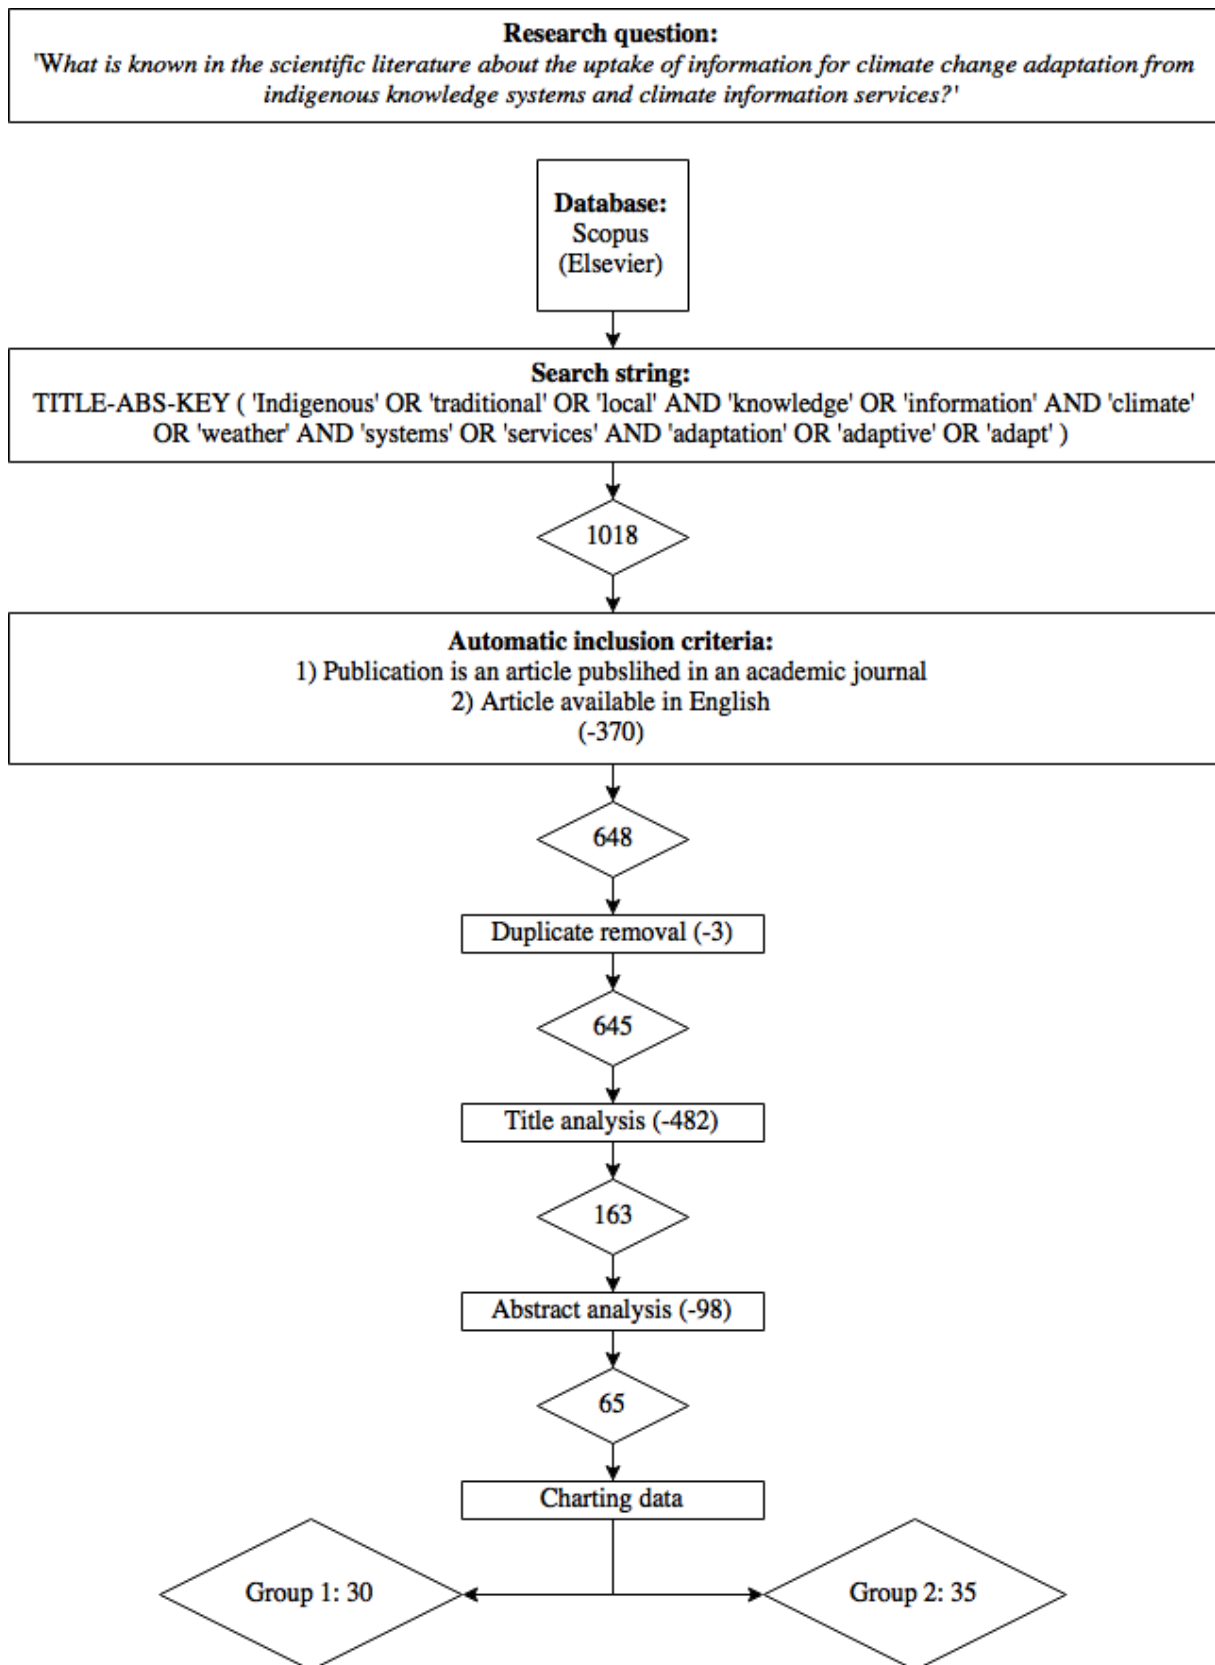 Research question:
'What is known in the scientific literature about the uptake of information for climate change adaptation from
indigenous knowledge systems and climate information services?'
Database:
Scopus
(Elsevier)
Search string:
TITLE-ABS-KEY ( 'Indigenous' OR 'traditional' OR 'local' AND 'knowledge' OR 'information' AND 'climate'
OR 'weather' AND 'systems' OR 'services' AND 'adaptation' OR 'adaptive' OR 'adapt' )
1018
Automatic inclusion criteria:
1) Publication is an article pubslihed in an academic journal
2) Article available in English
(-370)
648
Duplicate removal (-3)
645
Title analysis (-482)
163
Abstract analysis (-98)
65
Charting data
Group 1: 30
Group 2: 35